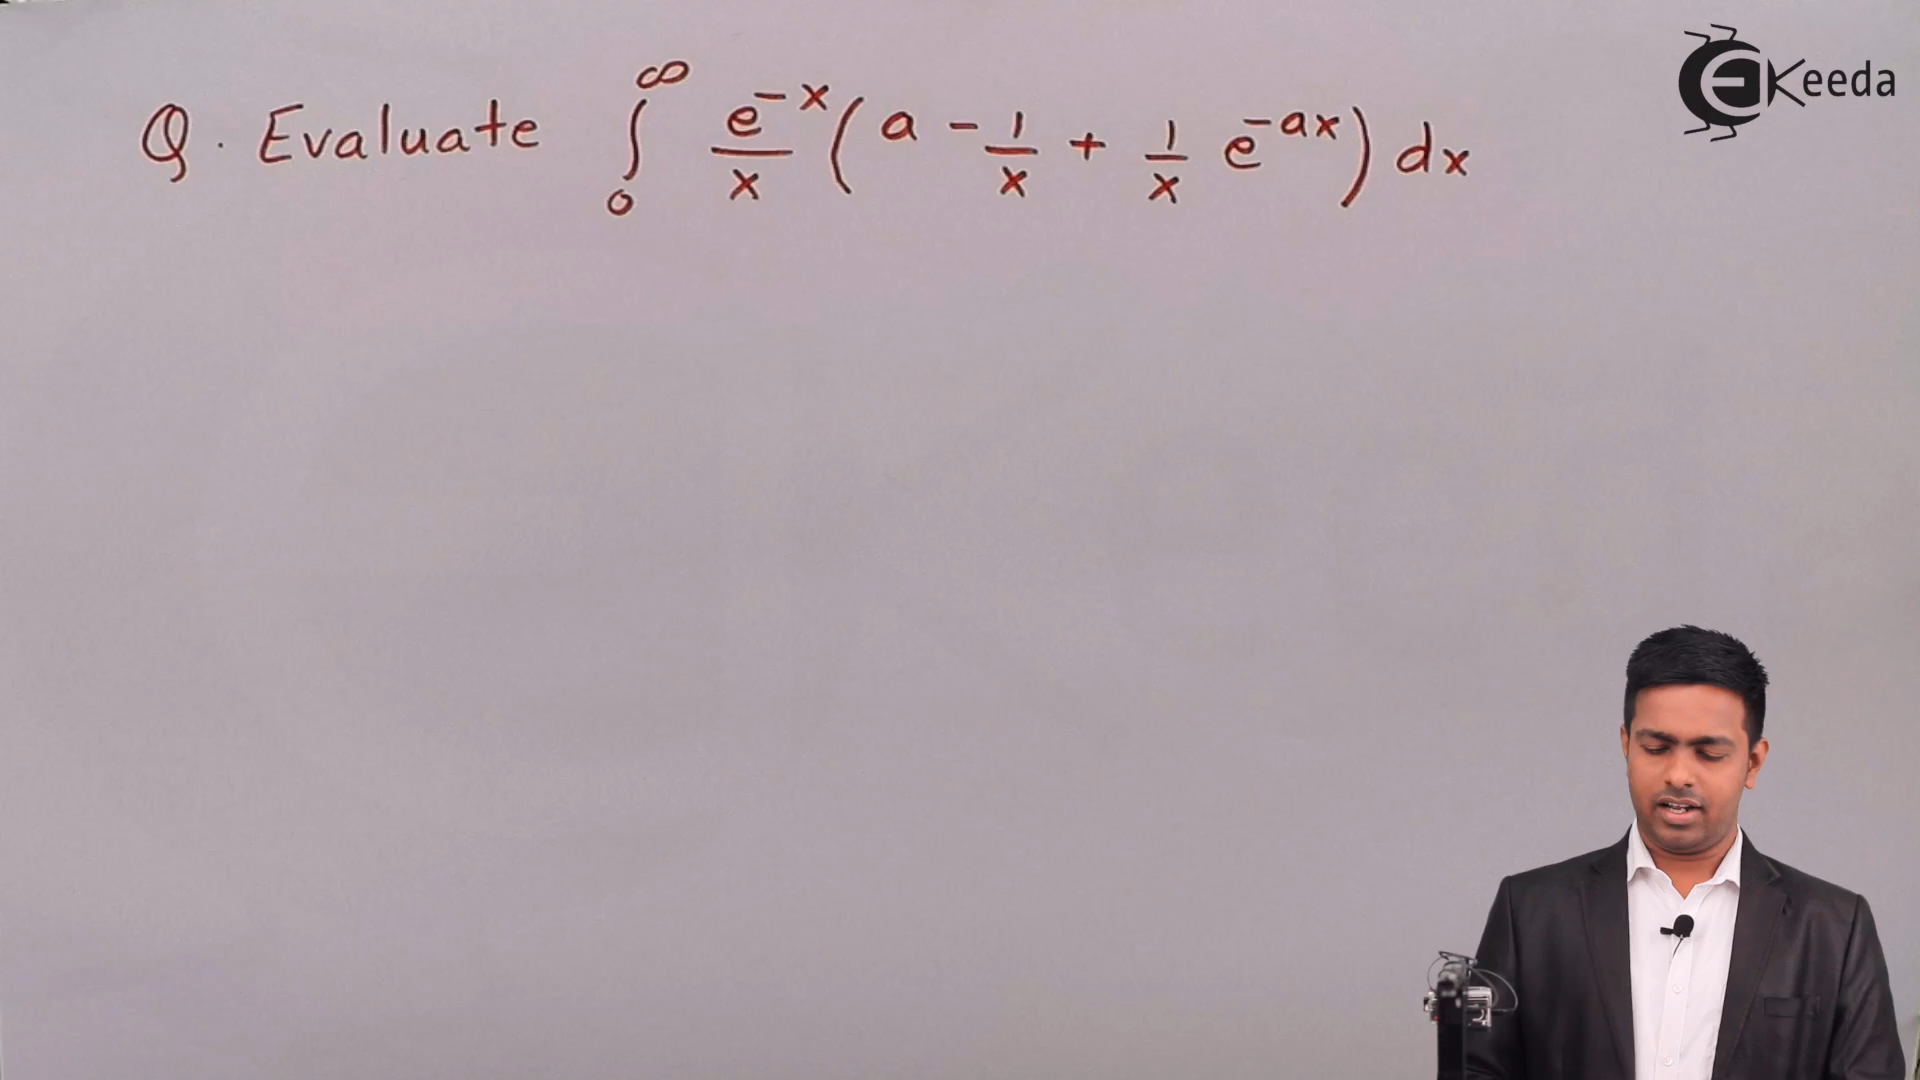 Q. Evaluate ∫₀^∞ e^{-x}/x (a - 1/x + 1/x e^{-ax}) dx
EKeeda